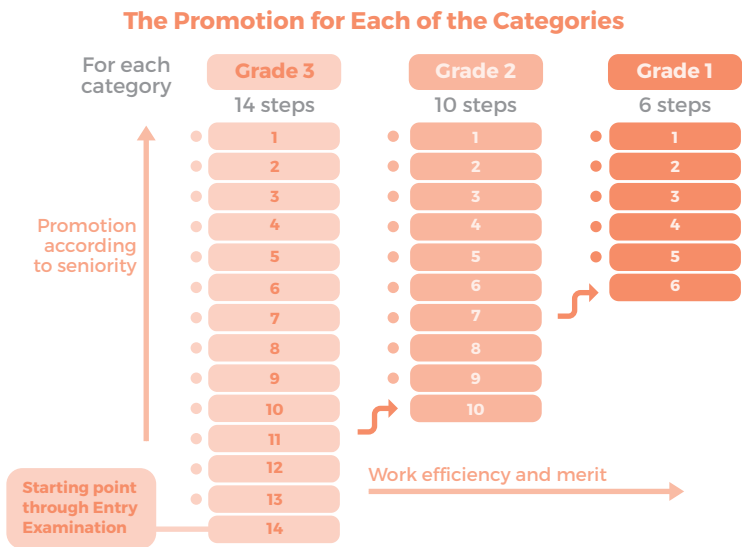 The Promotion for Each of the Categories
For each
category
Grade 3
14 steps
1
2
3
4
5
6
7
8
9
10
11
12
13
14
Grade 2
10 steps
1
2
3
4
5
6
7
8
9
10
Grade 1
6 steps
1
2
3
4
5
6
Promotion
according
to seniority
Work efficiency and merit
Starting point
through Entry
Examination